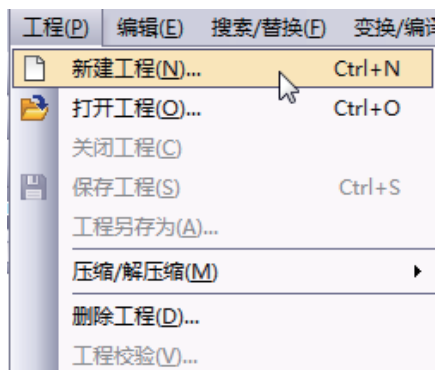 工程(P) 编辑(E) 搜索/替换(F) 变换/编译
新建工程(N)... Ctrl+N
打开工程(O)... Ctrl+O
关闭工程(C)
保存工程(S) Ctrl+S
工程另存为(A)...
压缩/解压缩(M)
删除工程(D)...
工程校验(V)...